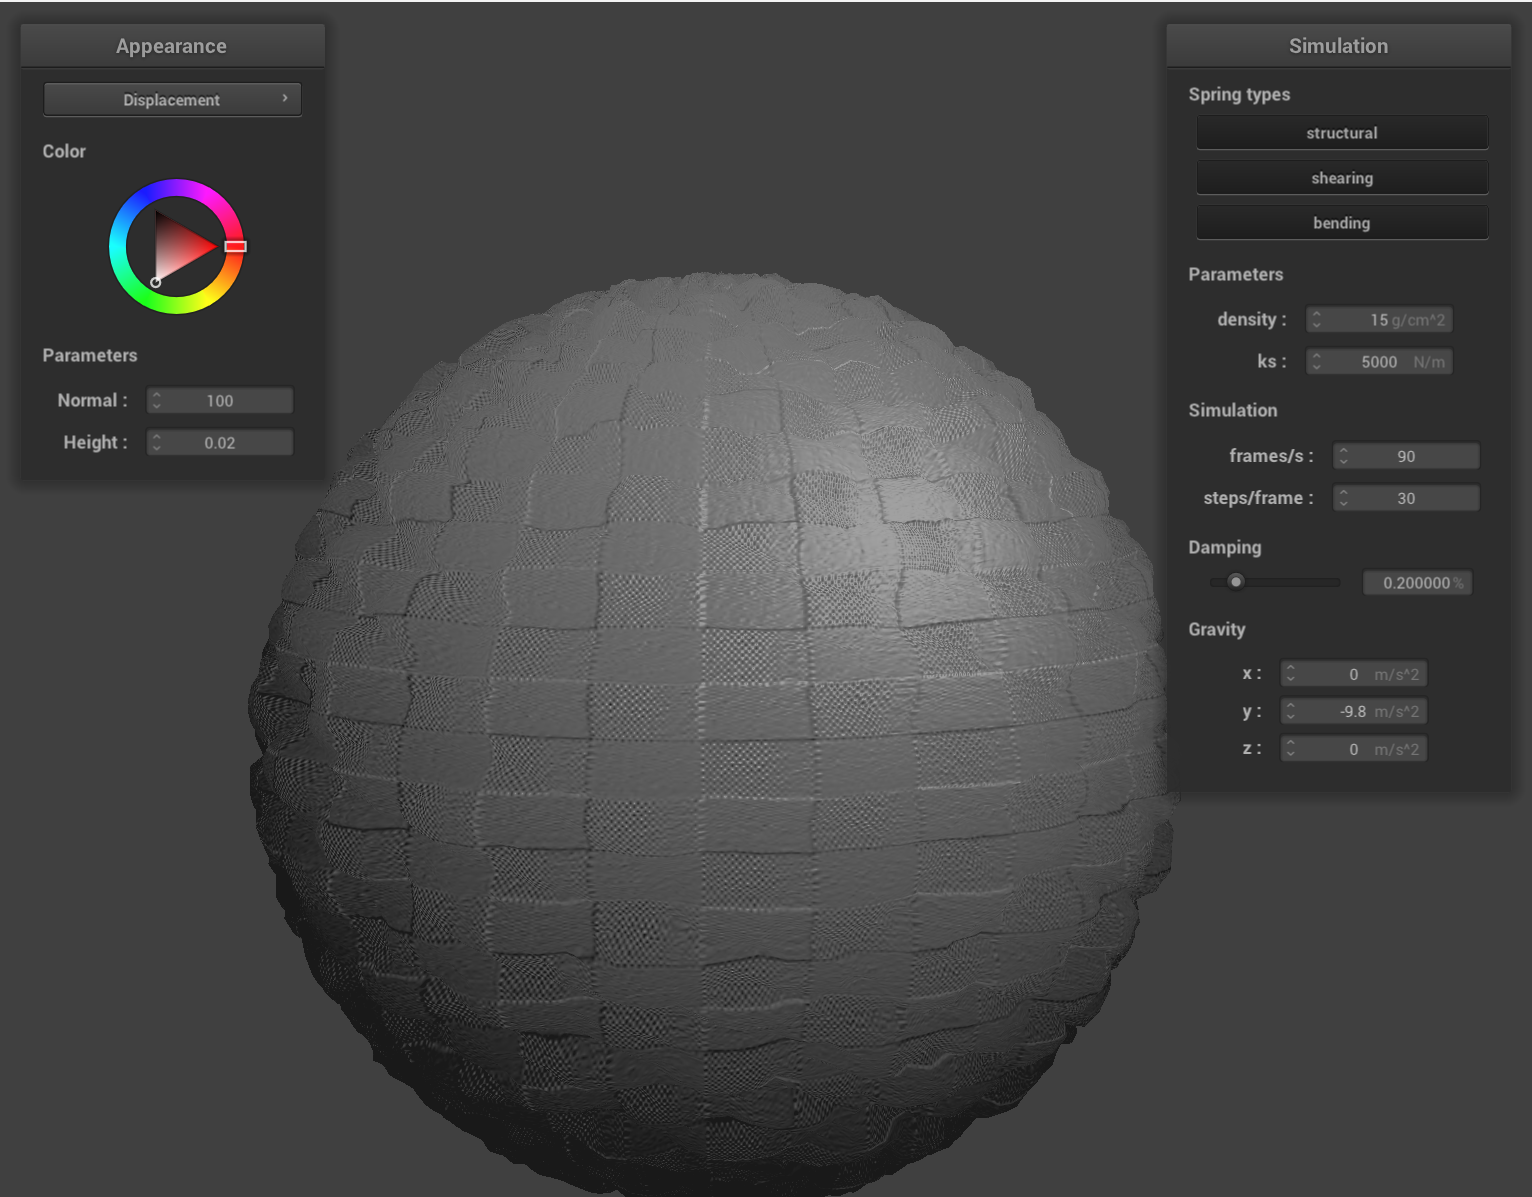 Appearance
Displacement ›
Color
Parameters
Normal : 100
Height : 0.02
Simulation
Spring types
structural
shearing
bending
Parameters
density : 15 g/cm^2
ks : 5000 N/m
Simulation
frames/s : 90
steps/frame : 30
Damping
0.200000 %
Gravity
x : 0 m/s^2
y : -9.8 m/s^2
z : 0 m/s^2